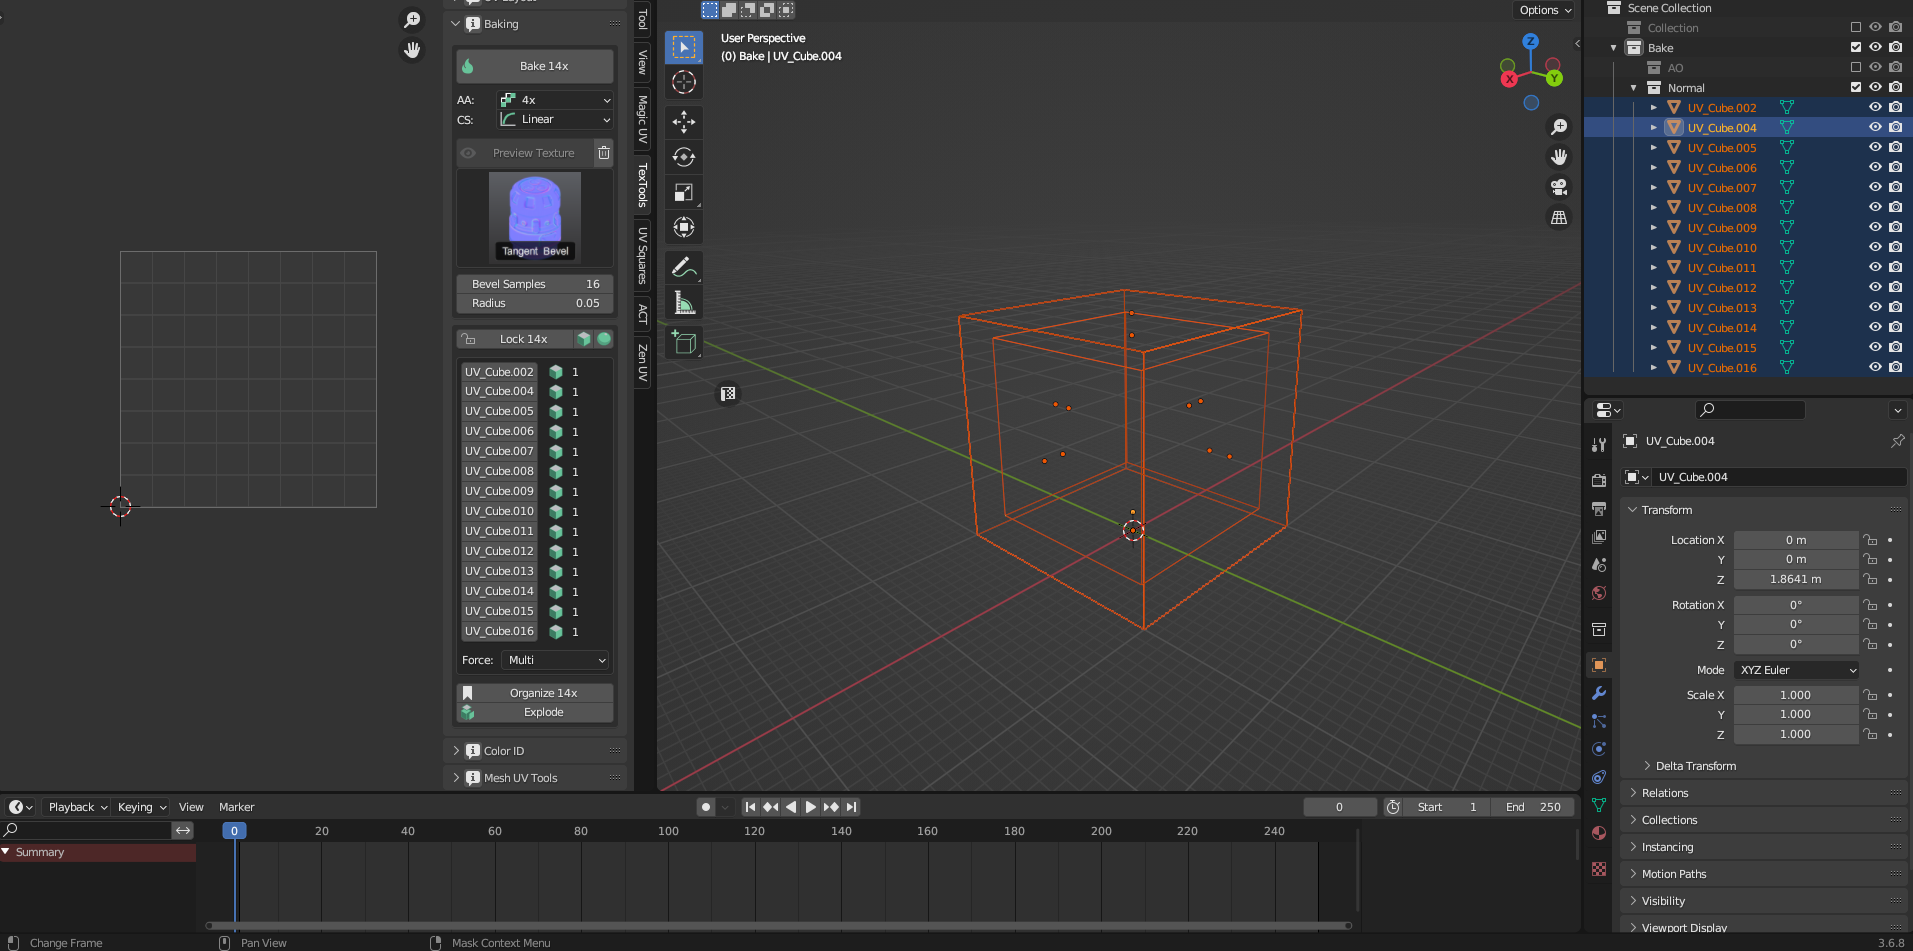 Baking
Bake 14x
AA: 4x
CS: Linear
Preview Texture
Tangent Bevel
Bevel Samples 16
Radius 0.05
Lock 14x
UV_Cube.002 1
UV_Cube.004 1
UV_Cube.005 1
UV_Cube.006 1
UV_Cube.007 1
UV_Cube.008 1
UV_Cube.009 1
UV_Cube.010 1
UV_Cube.011 1
UV_Cube.012 1
UV_Cube.013 1
UV_Cube.014 1
UV_Cube.015 1
UV_Cube.016 1
Force: Multi
Organize 14x
Explode
Color ID
Mesh UV Tools
Tool
View
Magic UV
TexTools
UV Squares
ACT
Zen UV
Options
User Perspective
(0) Bake | UV_Cube.004
Z
X
Y
Scene Collection
Collection
Bake
AO
Normal
UV_Cube.002
UV_Cube.004
UV_Cube.005
UV_Cube.006
UV_Cube.007
UV_Cube.008
UV_Cube.009
UV_Cube.010
UV_Cube.011
UV_Cube.012
UV_Cube.013
UV_Cube.014
UV_Cube.015
UV_Cube.016
UV_Cube.004
UV_Cube.004
Transform
Location X 0 m
Y 0 m
Z 1.8641 m
Rotation X 0°
Y 0°
Z 0°
Mode XYZ Euler
Scale X 1.000
Y 1.000
Z 1.000
Delta Transform
Relations
Collections
Instancing
Motion Paths
Visibility
Viewport Display
Playback Keying View Marker
0 Start 1 End 250
0 20 40 60 80 100 120 140 160 180 200 220 240
Summary
Change Frame Pan View Mask Context Menu 3.6.8